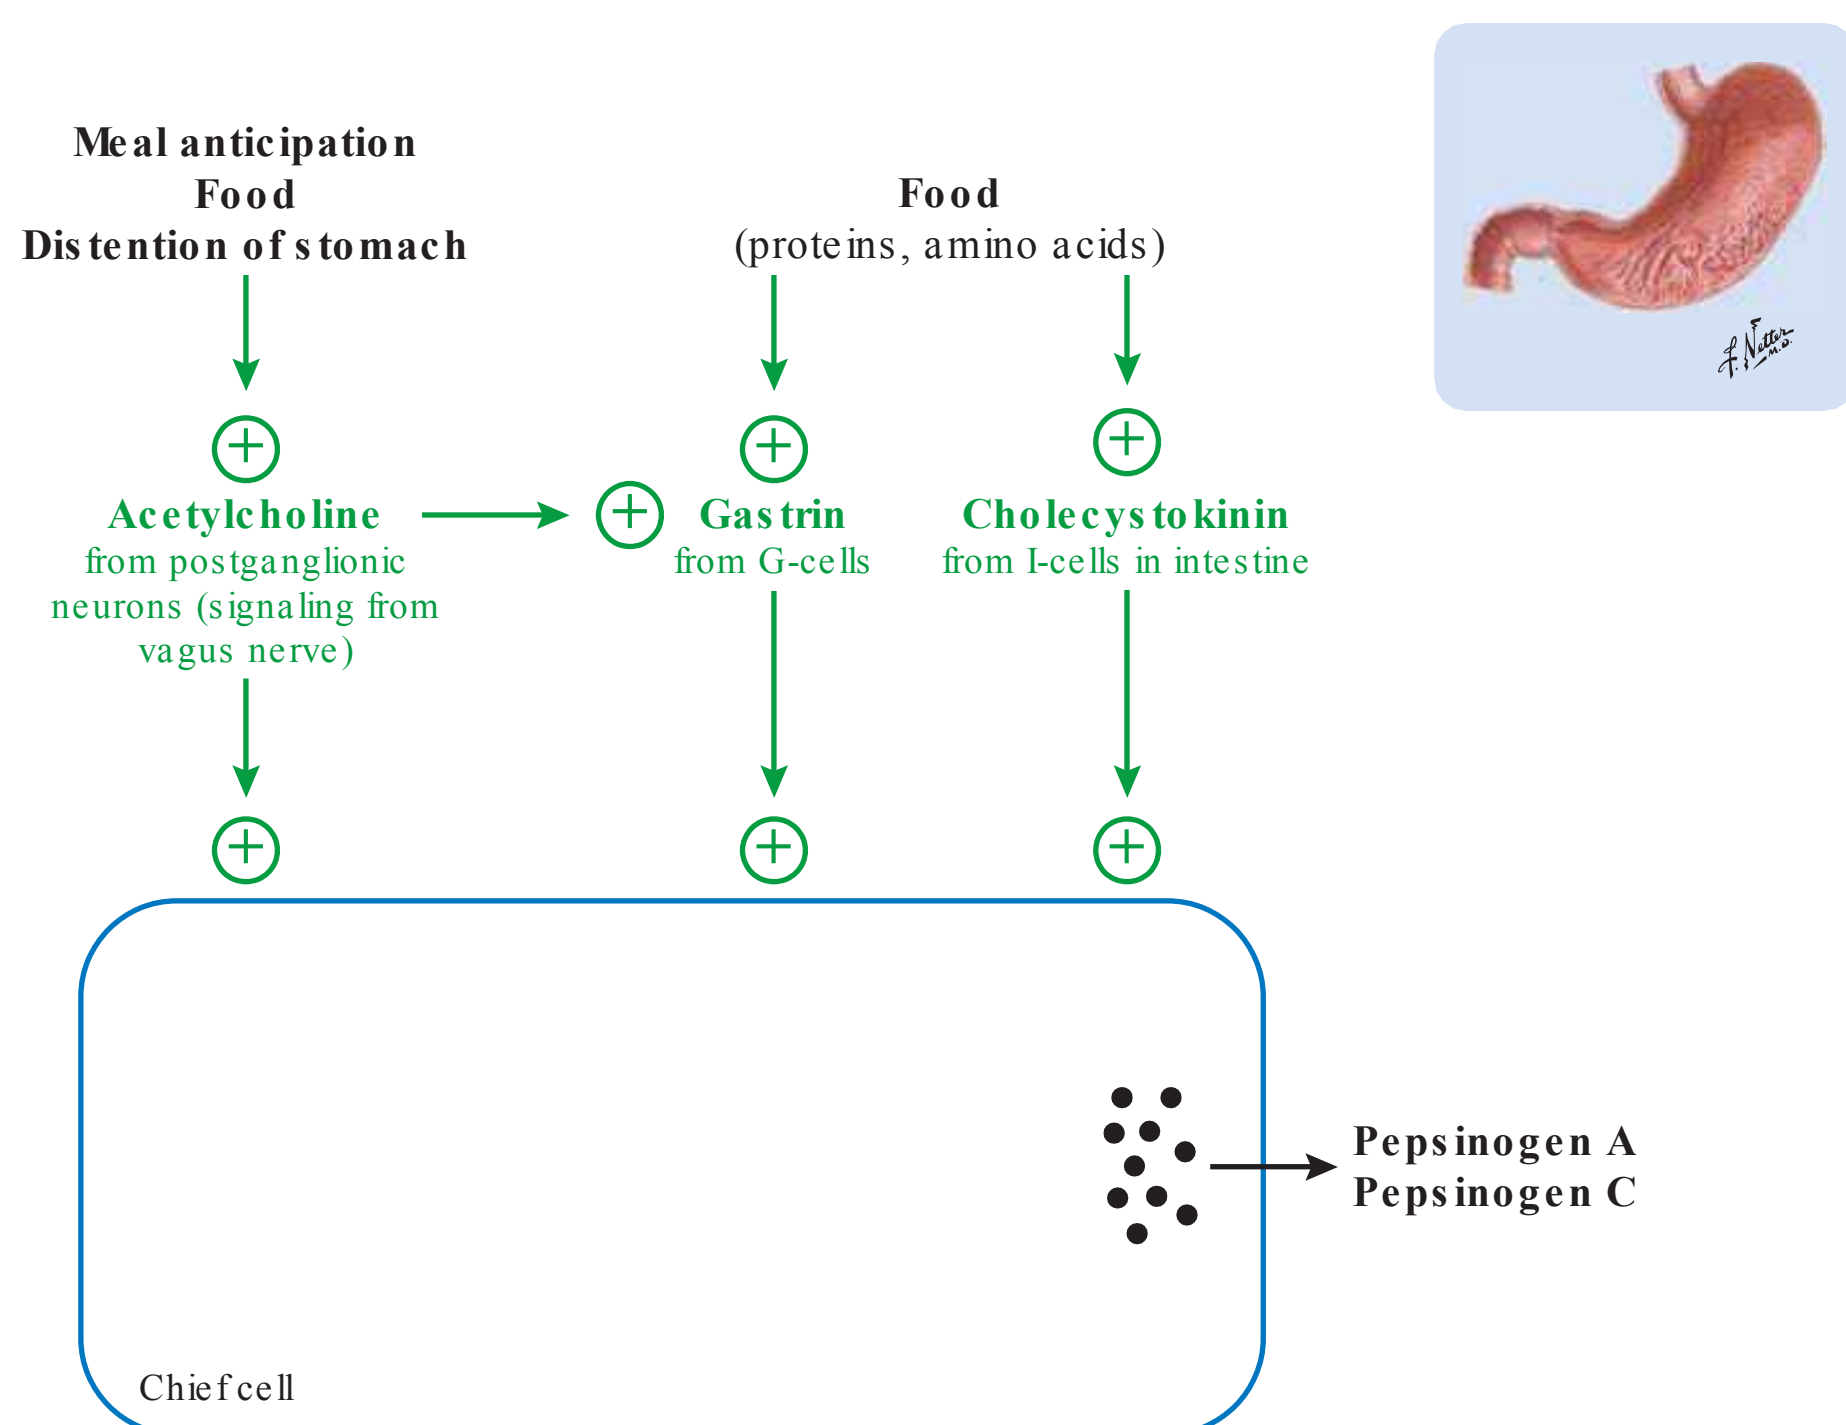 Meal anticipation
Food
Distention of stomach
Food
(proteins, amino acids)
F. Netter
M.D.
Acetylcholine
from postganglionic
neurons (signaling from
vagus nerve)
Gastrin
from G-cells
Cholecystokinin
from I-cells in intestine
Pepsinogen A
Pepsinogen C
Chief cell